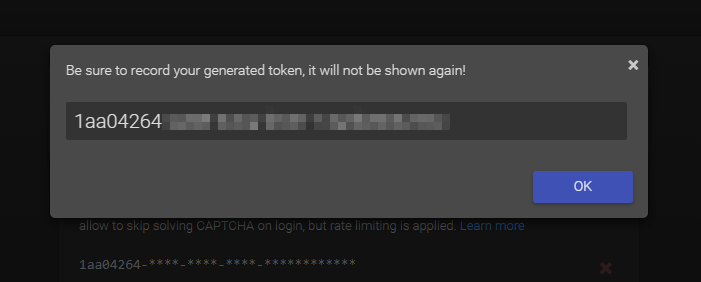 Be sure to record your generated token, it will not be shown again!
×
1aa04264
OK
allow to skip solving CAPTCHA on login, but rate limiting is applied. Learn more
1aa04264-****-****-****-************